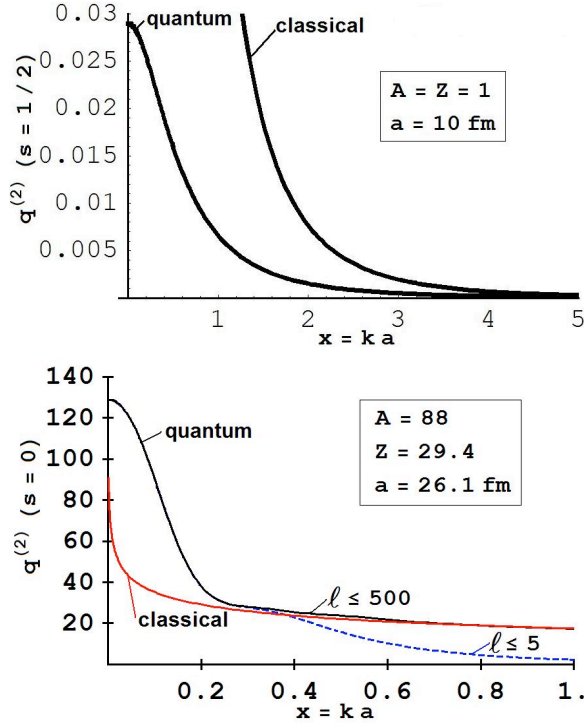 0.03
quantum
classical
0.025
0.02
0.015
0.01
0.005
q⁽²⁾ (s = 1 / 2)
A = Z = 1
a = 10 fm
1 2 3 4 5
x = k a
140
120
100
80
60
40
20
q⁽²⁾ (s = 0)
quantum
classical
A = 88
Z = 29.4
a = 26.1 fm
ℓ ≤ 500
ℓ ≤ 5
0.2 0.4 0.6 0.8 1.
x = k a